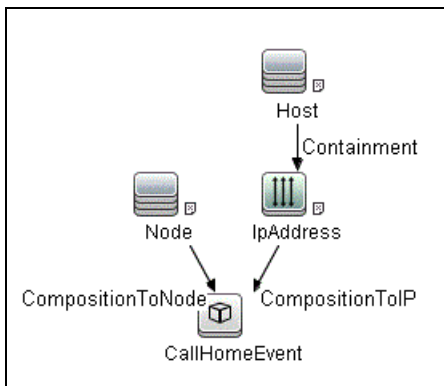 Host
Containment
Node
IpAddress
CompositionToNode
CompositionToIP
CallHomeEvent